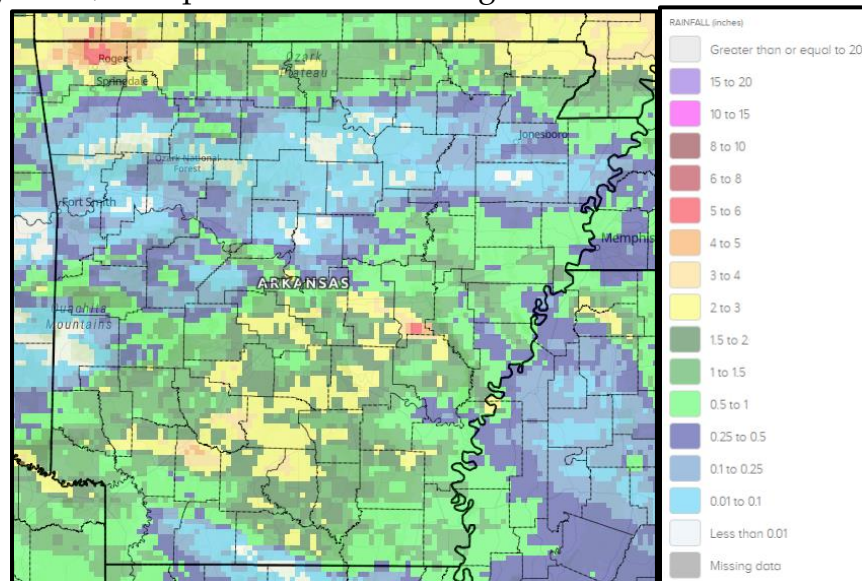 Rogers
Springdale
Ozark
Plateau
Jonesboro
Ozark National
Forest
Fort Smith
Memphis
ARKANSAS
Ouachita
Mountains
RAINFALL (inches)
Greater than or equal to 20
15 to 20
10 to 15
8 to 10
6 to 8
5 to 6
4 to 5
3 to 4
2 to 3
1.5 to 2
1 to 1.5
0.5 to 1
0.25 to 0.5
0.1 to 0.25
0.01 to 0.1
Less than 0.01
Missing data